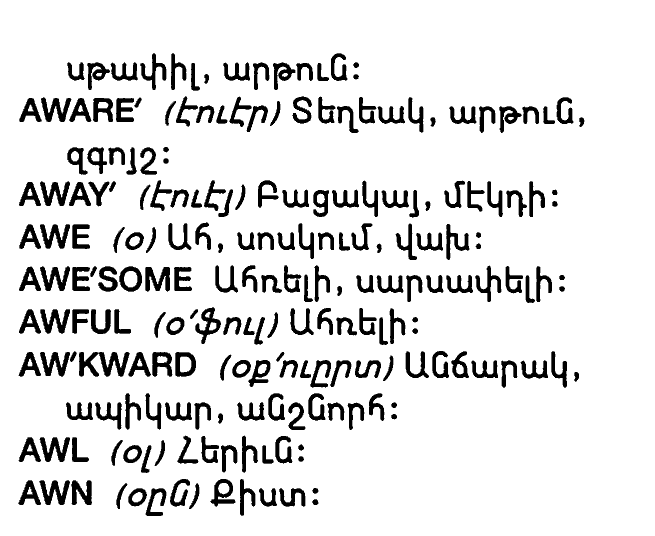 սթափիլ, արթուն:
AWARE′ (էուէր) Տեղեակ, արթուն,
զգոյշ:
AWAY′ (էուէյ) Բացակայ, մէկդի:
AWE (օ) Ահ, սոսկում, վախ:
AWE′SOME Ահռելի, սարսափելի:
AWFUL (օ՛ֆուլ) Ահռելի:
AW′KWARD (օք՛ուըրտ) Անճարակ,
ապիկար, անշնորհ:
AWL (օլ) Հերիւն:
AWN (օըն) Քիստ: